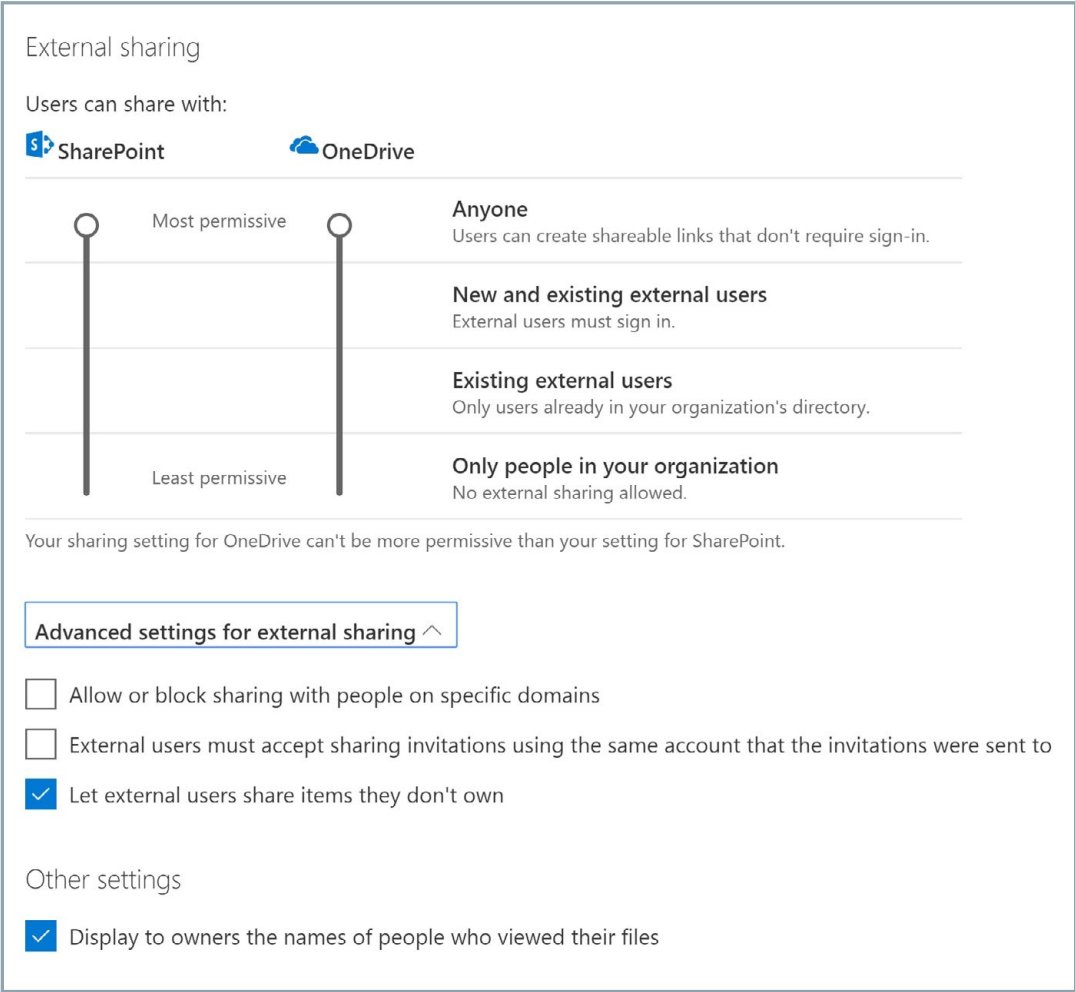 External sharing
Users can share with:
SharePoint OneDrive
Most permissive
Anyone
Users can create shareable links that don't require sign-in.
New and existing external users
External users must sign in.
Existing external users
Only users already in your organization's directory.
Least permissive
Only people in your organization
No external sharing allowed.
Your sharing setting for OneDrive can't be more permissive than your setting for SharePoint.
Advanced settings for external sharing
Allow or block sharing with people on specific domains
External users must accept sharing invitations using the same account that the invitations were sent to
Let external users share items they don't own
Other settings
Display to owners the names of people who viewed their files